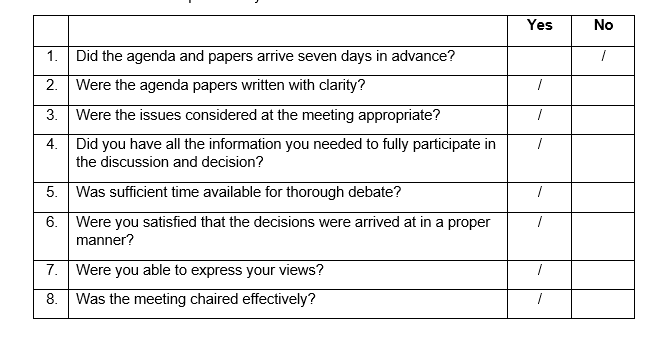 Yes No
1. Did the agenda and papers arrive seven days in advance? /
2. Were the agenda papers written with clarity? /
3. Were the issues considered at the meeting appropriate? /
4. Did you have all the information you needed to fully participate in /
the discussion and decision?
5. Was sufficient time available for thorough debate? /
6. Were you satisfied that the decisions were arrived at in a proper /
manner?
7. Were you able to express your views? /
8. Was the meeting chaired effectively? /